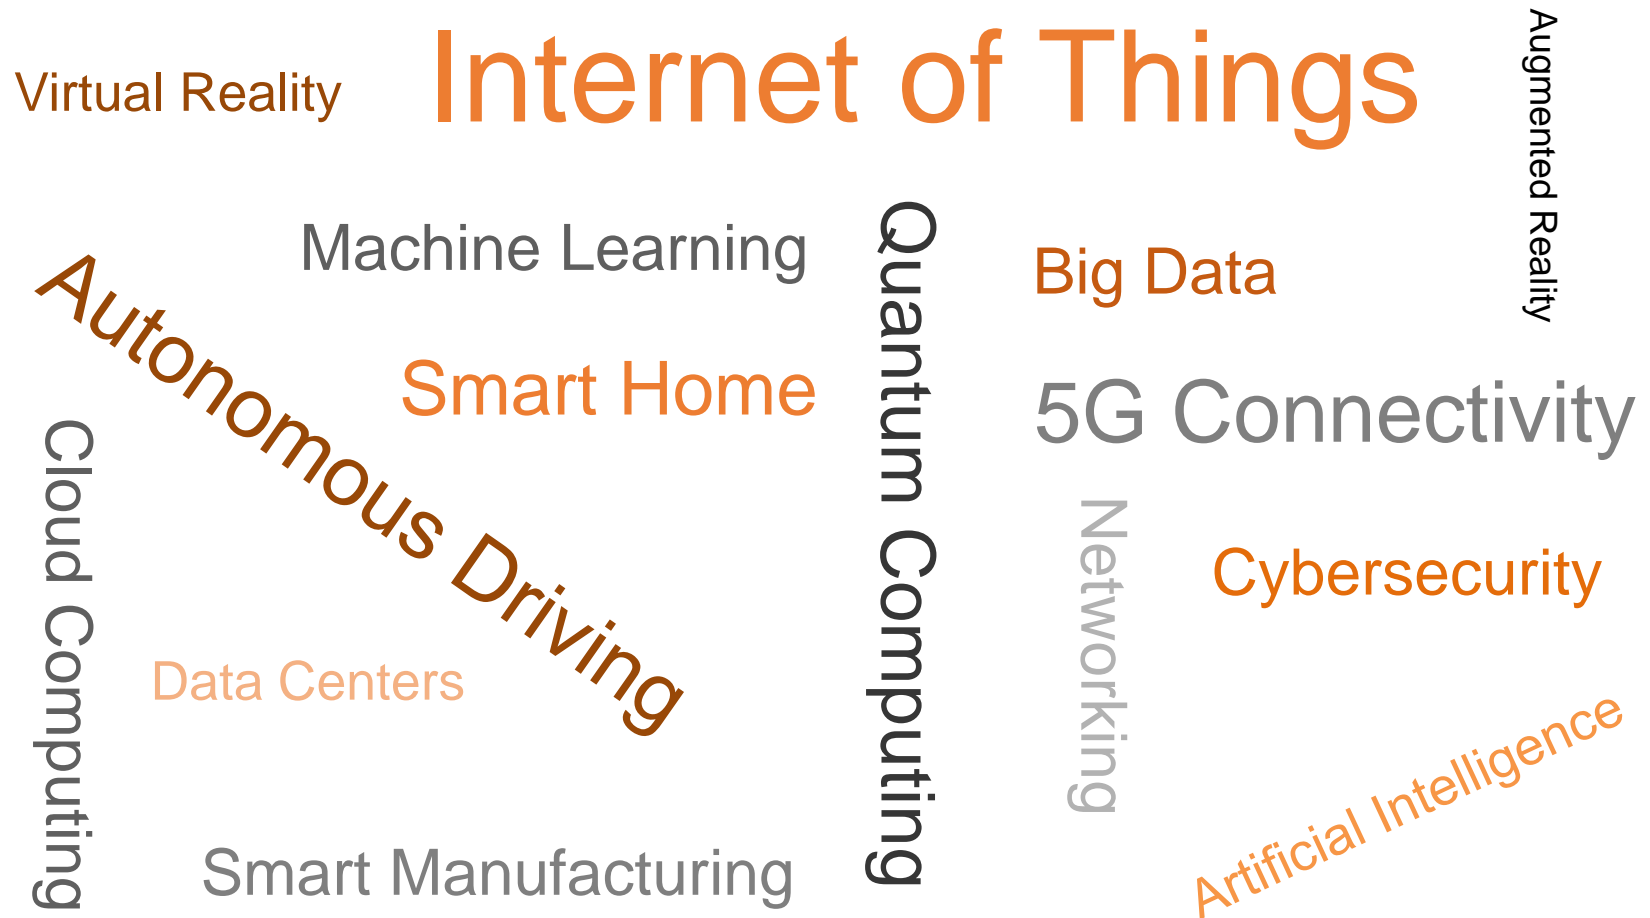 Virtual Reality
Internet of Things
Augmented Reality
Machine Learning
Quantum Computing
Big Data
Autonomous Driving
Smart Home
5G Connectivity
Cloud Computing
Networking
Cybersecurity
Data Centers
Artificial Intelligence
Smart Manufacturing